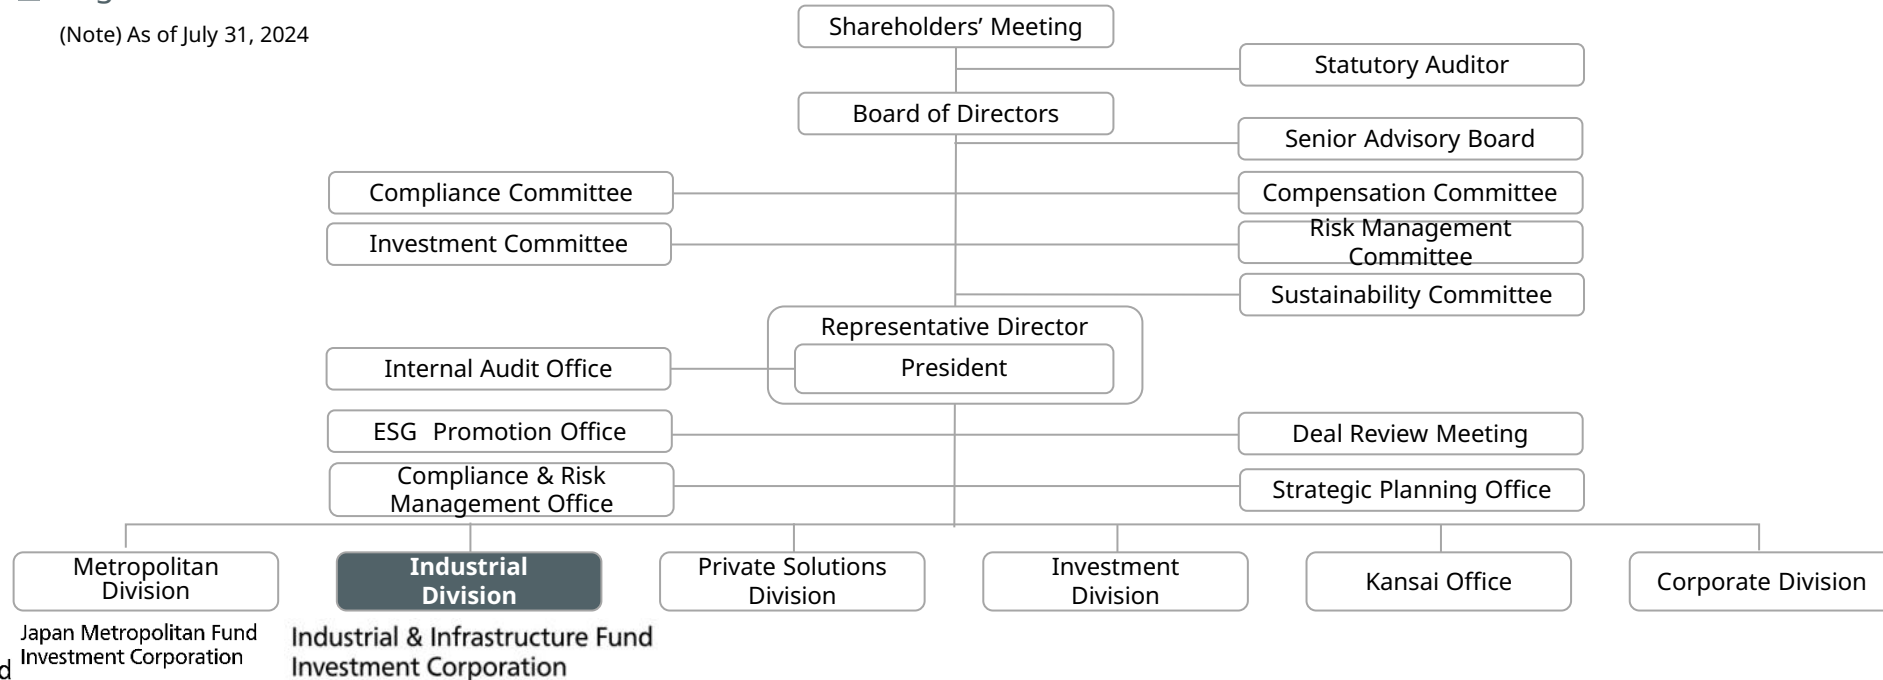 (Note) As of July 31, 2024
Shareholders’ Meeting
Statutory Auditor
Board of Directors
Senior Advisory Board
Compliance Committee
Compensation Committee
Investment Committee
Risk Management
Committee
Sustainability Committee
Representative Director
President
Internal Audit Office
ESG Promotion Office
Deal Review Meeting
Compliance & Risk
Management Office
Strategic Planning Office
Metropolitan
Division
Industrial
Division
Private Solutions
Division
Investment
Division
Kansai Office
Corporate Division
Japan Metropolitan Fund
Investment Corporation
Industrial & Infrastructure Fund
Investment Corporation